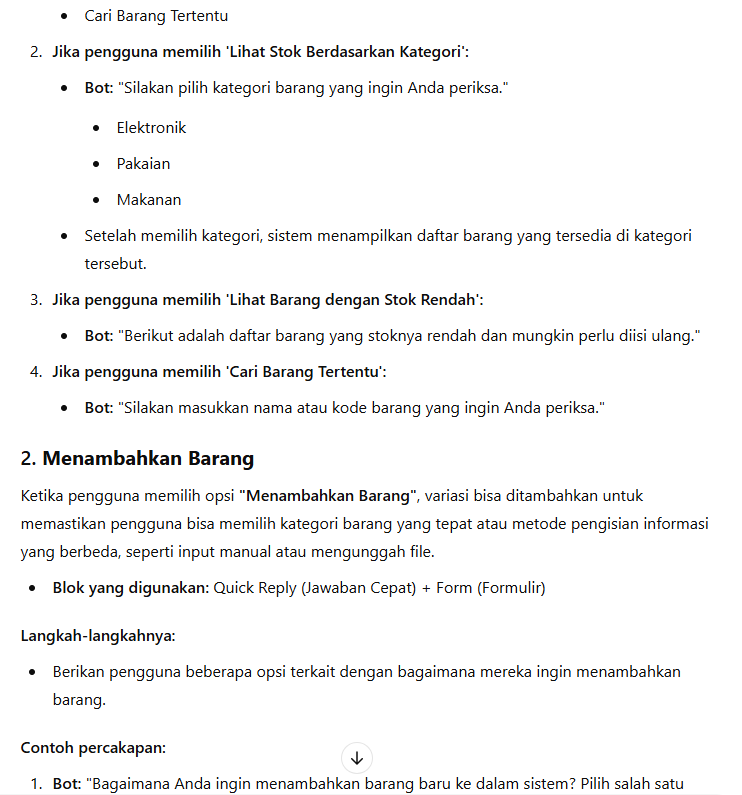 • Cari Barang Tertentu
2. Jika pengguna memilih 'Lihat Stok Berdasarkan Kategori':
• Bot: "Silakan pilih kategori barang yang ingin Anda periksa."
• Elektronik
• Pakaian
• Makanan
• Setelah memilih kategori, sistem menampilkan daftar barang yang tersedia di kategori
tersebut.
3. Jika pengguna memilih 'Lihat Barang dengan Stok Rendah':
• Bot: "Berikut adalah daftar barang yang stoknya rendah dan mungkin perlu diisi ulang."
4. Jika pengguna memilih 'Cari Barang Tertentu':
• Bot: "Silakan masukkan nama atau kode barang yang ingin Anda periksa."
2. Menambahkan Barang
Ketika pengguna memilih opsi "Menambahkan Barang", variasi bisa ditambahkan untuk
memastikan pengguna bisa memilih kategori barang yang tepat atau metode pengisian informasi
yang berbeda, seperti input manual atau mengunggah file.
• Blok yang digunakan: Quick Reply (Jawaban Cepat) + Form (Formulir)
Langkah-langkahnya:
• Berikan pengguna beberapa opsi terkait dengan bagaimana mereka ingin menambahkan
barang.
Contoh percakapan:
1. Bot: "Bagaimana Anda ingin menambahkan barang baru ke dalam sistem? Pilih salah satu